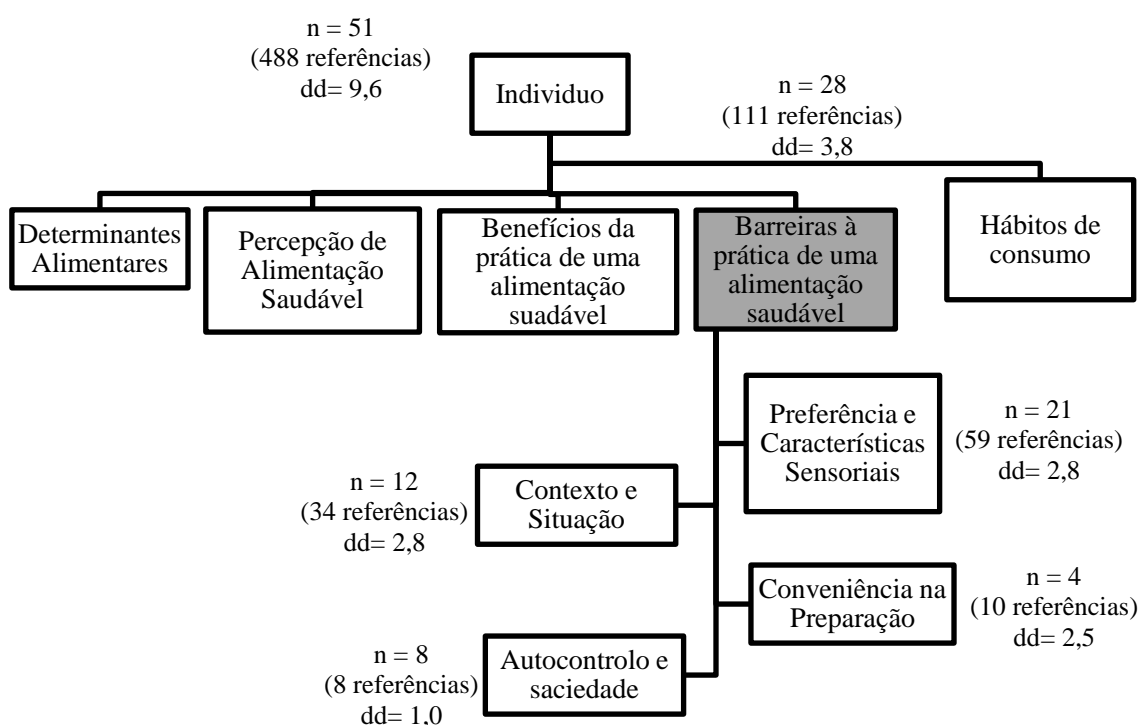 n = 51
(488 referências)
dd= 9,6
Individuo
n = 28
(111 referências)
dd= 3,8
Determinantes
Alimentares
Percepção de
Alimentação
Saudável
Benefícios da
prática de uma
alimentação
suadável
Barreiras à
prática de uma
alimentação
saudável
Hábitos de
consumo
Preferência e
Características
Sensoriais
n = 21
(59 referências)
dd= 2,8
n = 12
(34 referências)
dd= 2,8
Contexto e
Situação
Conveniência na
Preparação
n = 4
(10 referências)
dd= 2,5
n = 8
(8 referências)
dd= 1,0
Autocontrolo e
saciedade